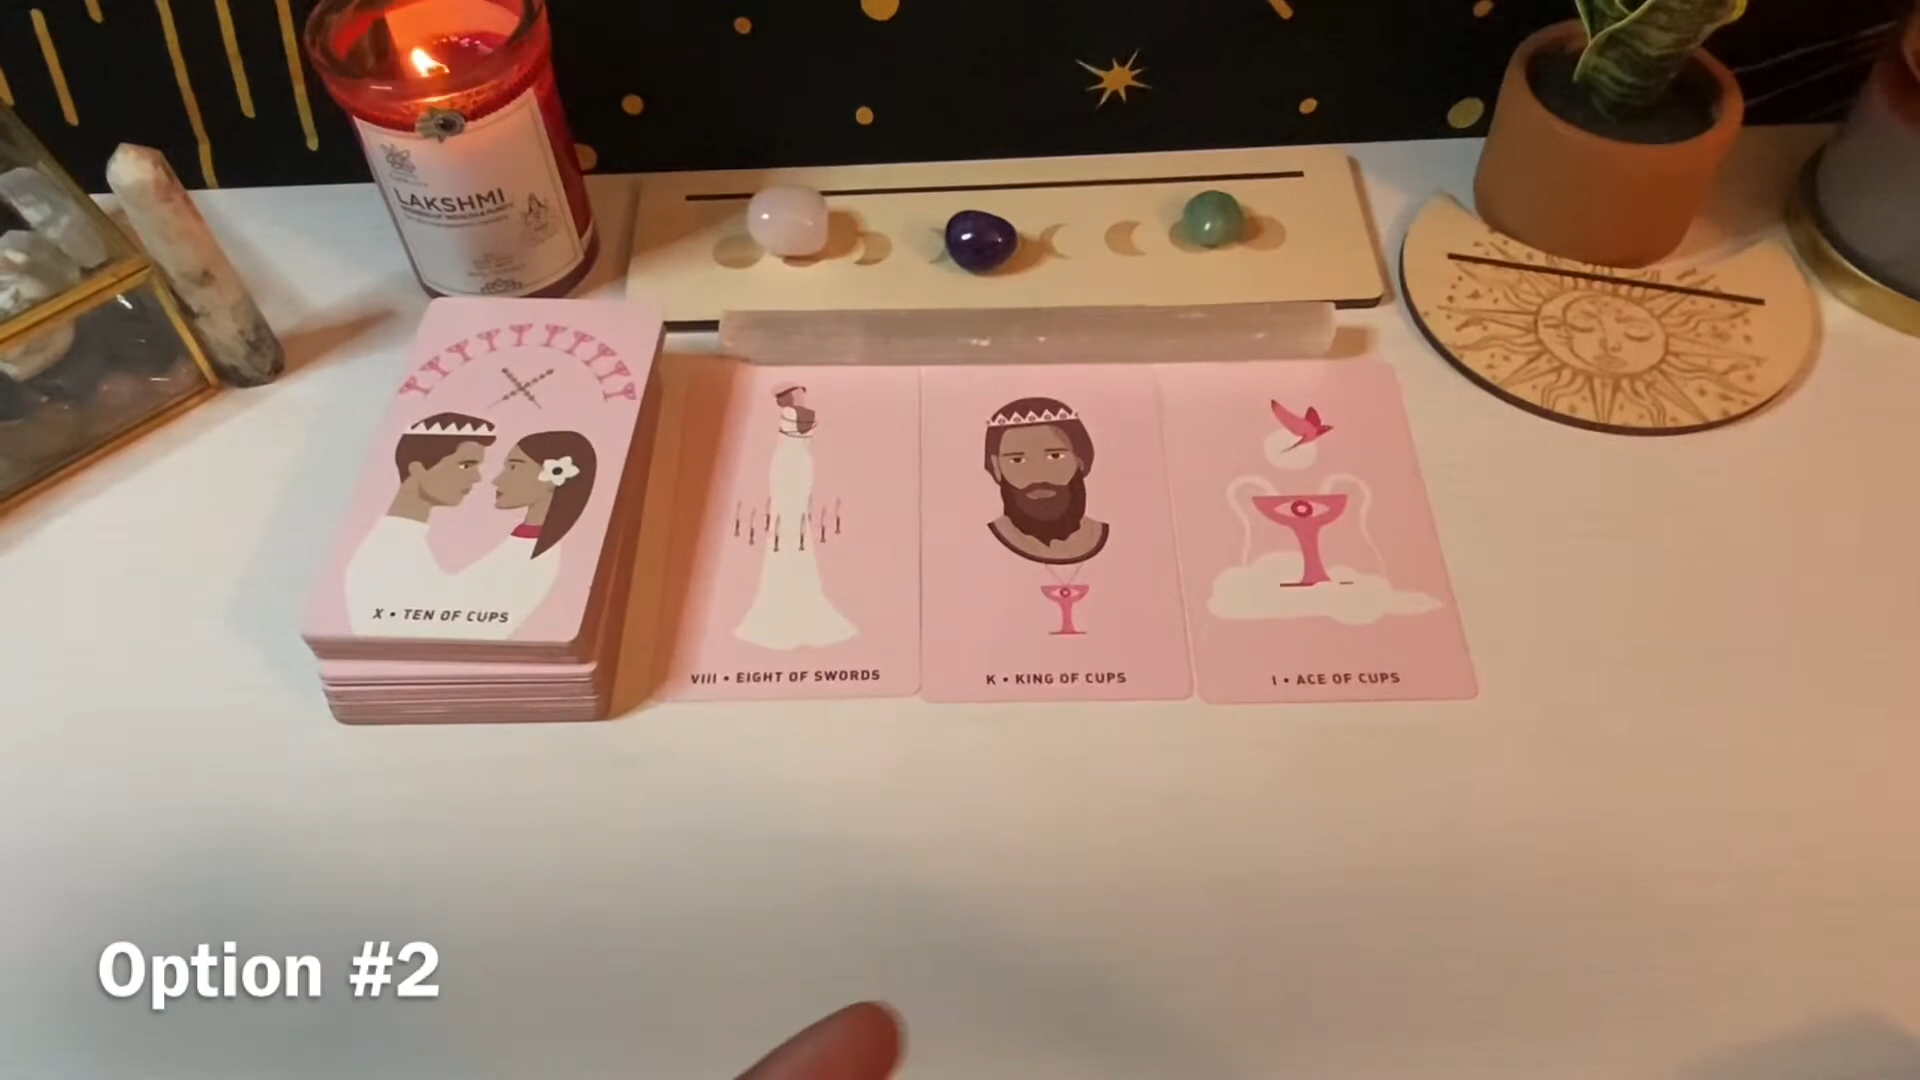 LAKSHMI
X • TEN OF CUPS
VIII • EIGHT OF SWORDS
K • KING OF CUPS
I • ACE OF CUPS
Option #2